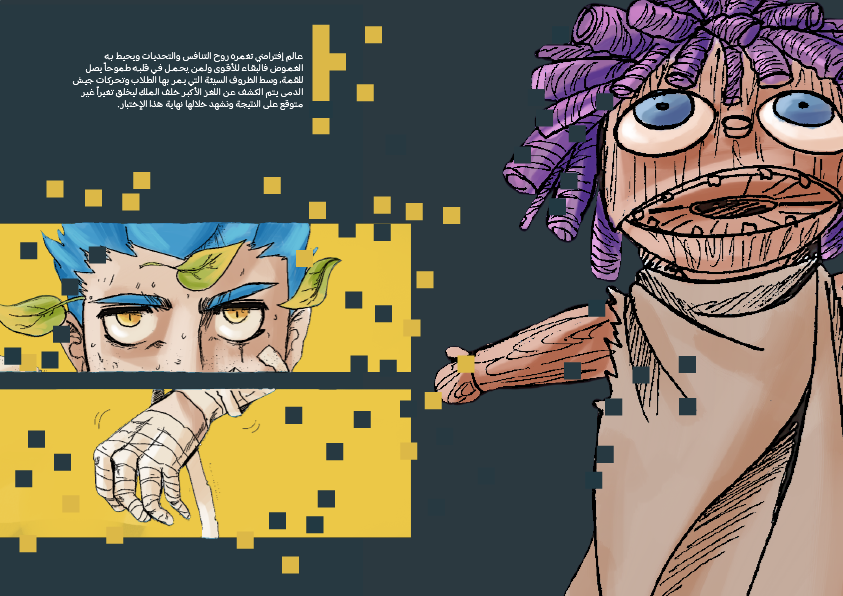 عالم إفتراضي تغمره روح التنافس والتحديات ويحيط به
الغموض فالبقاء للأقوى ولمن يحمل في قلبه طموحاً يصل
للقمة، وسط الظروف السيئة التي يمر بها الطلاب وتحركات جيش
الدمى يتم الكشف عن اللغز الأكبر خلف الملك ليخلق تغيراً غير
متوقع على النتيجة ونشهد خلالها نهاية هذا الإختبار.